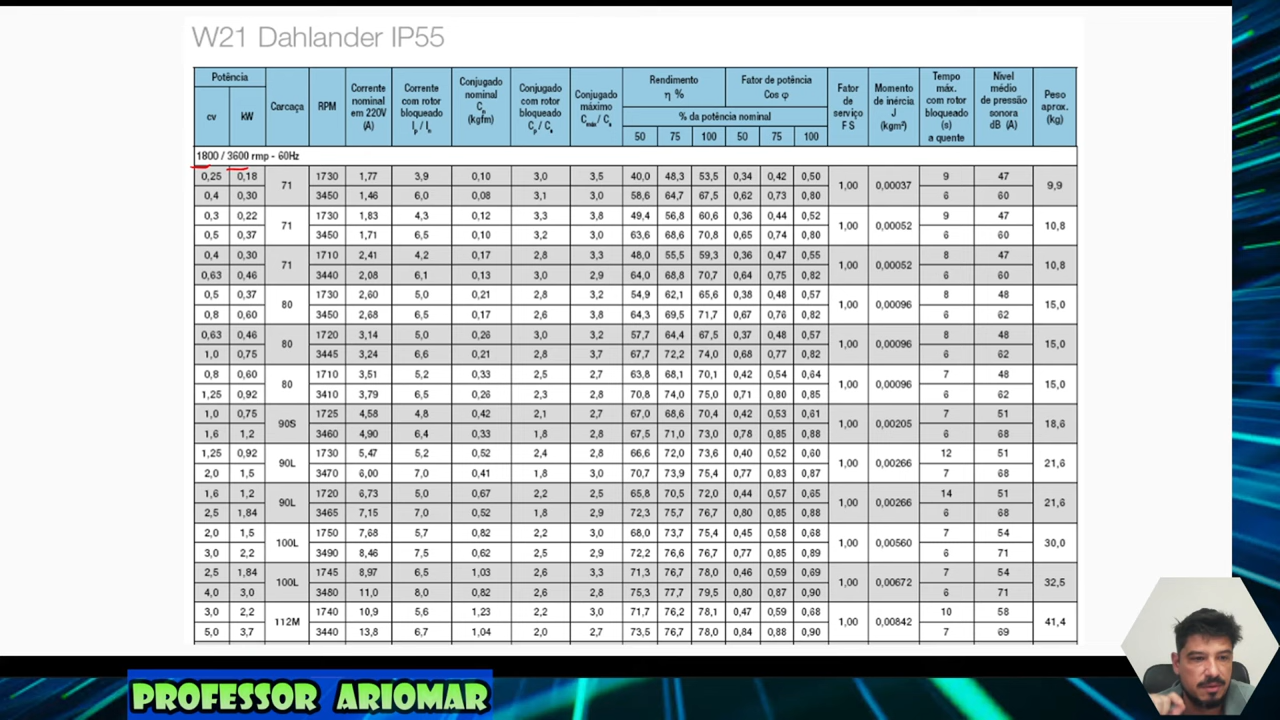 W21 Dahlander IP55
Potência Carcaça RPM Corrente nominal em 220V (A) Corrente com rotor bloqueado Ip / In Conjugado nominal Cn (kgfm) Conjugado com rotor bloqueado Cp / Cn Conjugado máximo Cmáx / Cn Rendimento η % Fator de potência Cos φ Fator de serviço F S Momento de inércia J (kgm²) Tempo máx. com rotor bloqueado (s) a quente Nível médio de pressão sonora dB (A) Peso aprox. (kg)
cv kW % da potência nominal
50 75 100 50 75 100
1800 / 3600 rmp - 60Hz
0,25 0,18 71 1730 1,77 3,9 0,10 3,0 3,5 40,0 48,3 53,5 0,34 0,42 0,50 1,00 0,00037 9 47 9,9
0,4 0,30 3450 1,46 6,0 0,08 3,1 3,0 58,6 64,7 67,5 0,62 0,73 0,80 6 60
0,3 0,22 71 1730 1,83 4,3 0,12 3,3 3,8 49,4 56,8 60,6 0,36 0,44 0,52 1,00 0,00052 9 47 10,8
0,5 0,37 3450 1,71 6,5 0,10 3,2 3,0 63,6 68,6 70,8 0,65 0,74 0,80 6 60
0,4 0,30 71 1710 2,41 4,2 0,17 2,8 3,3 48,0 55,5 59,3 0,36 0,47 0,55 1,00 0,00052 8 47 10,8
0,63 0,46 3440 2,08 6,1 0,13 3,0 2,9 64,0 68,8 70,7 0,64 0,75 0,82 6 60
0,5 0,37 80 1730 2,60 5,0 0,21 2,8 3,2 54,9 62,1 65,6 0,38 0,48 0,57 1,00 0,00096 8 48 15,0
0,8 0,60 3450 2,68 6,5 0,17 2,6 3,8 64,3 69,5 71,7 0,67 0,76 0,82 6 62
0,63 0,46 80 1720 3,14 5,0 0,26 3,0 3,2 57,7 64,4 67,5 0,37 0,48 0,57 1,00 0,00096 8 48 15,0
1,0 0,75 3445 3,24 6,6 0,21 2,8 3,7 67,7 72,2 74,0 0,68 0,77 0,82 6 62
0,8 0,60 80 1710 3,51 5,2 0,33 2,5 2,7 63,8 68,1 70,1 0,42 0,54 0,64 1,00 0,00096 7 48 15,0
1,25 0,92 3410 3,79 6,5 0,26 2,3 2,8 70,8 74,0 75,0 0,71 0,80 0,85 6 62
1,0 0,75 90S 1725 4,58 4,8 0,42 2,1 2,7 67,0 68,6 70,4 0,42 0,53 0,61 1,00 0,00205 7 51 18,6
1,6 1,2 3460 4,90 6,4 0,33 1,8 2,8 67,5 71,0 73,0 0,78 0,85 0,88 6 68
1,25 0,92 90L 1730 5,47 5,2 0,52 2,4 2,8 66,6 72,0 73,6 0,40 0,52 0,60 1,00 0,00266 12 51 21,6
2,0 1,5 3470 6,00 7,0 0,41 1,8 3,0 70,7 73,9 75,4 0,77 0,83 0,87 7 68
1,6 1,2 90L 1720 6,73 5,0 0,67 2,2 2,5 65,8 70,5 72,0 0,44 0,57 0,65 1,00 0,00266 14 51 21,6
2,5 1,84 3465 7,15 7,0 0,52 1,8 2,9 72,3 75,7 76,7 0,80 0,85 0,88 6 68
2,0 1,5 100L 1750 7,68 5,7 0,82 2,2 3,0 68,0 73,7 75,4 0,45 0,58 0,68 1,00 0,00560 7 54 30,0
3,0 2,2 3490 8,46 7,5 0,62 2,5 2,9 72,2 76,6 76,7 0,77 0,85 0,89 6 71
2,5 1,84 100L 1745 8,97 6,5 1,03 2,6 3,3 71,3 76,7 78,0 0,46 0,59 0,69 1,00 0,00672 7 54 32,5
4,0 3,0 3480 11,0 8,0 0,82 2,6 2,8 75,3 77,7 79,5 0,80 0,87 0,90 6 71
3,0 2,2 112M 1740 10,9 5,6 1,23 2,2 3,0 71,7 76,2 78,1 0,47 0,59 0,68 1,00 0,00842 10 58 41,4
5,0 3,7 3440 13,8 6,7 1,04 2,0 2,7 73,5 76,7 78,0 0,84 0,88 0,90 7 69
PROFESSOR ARIOMAR